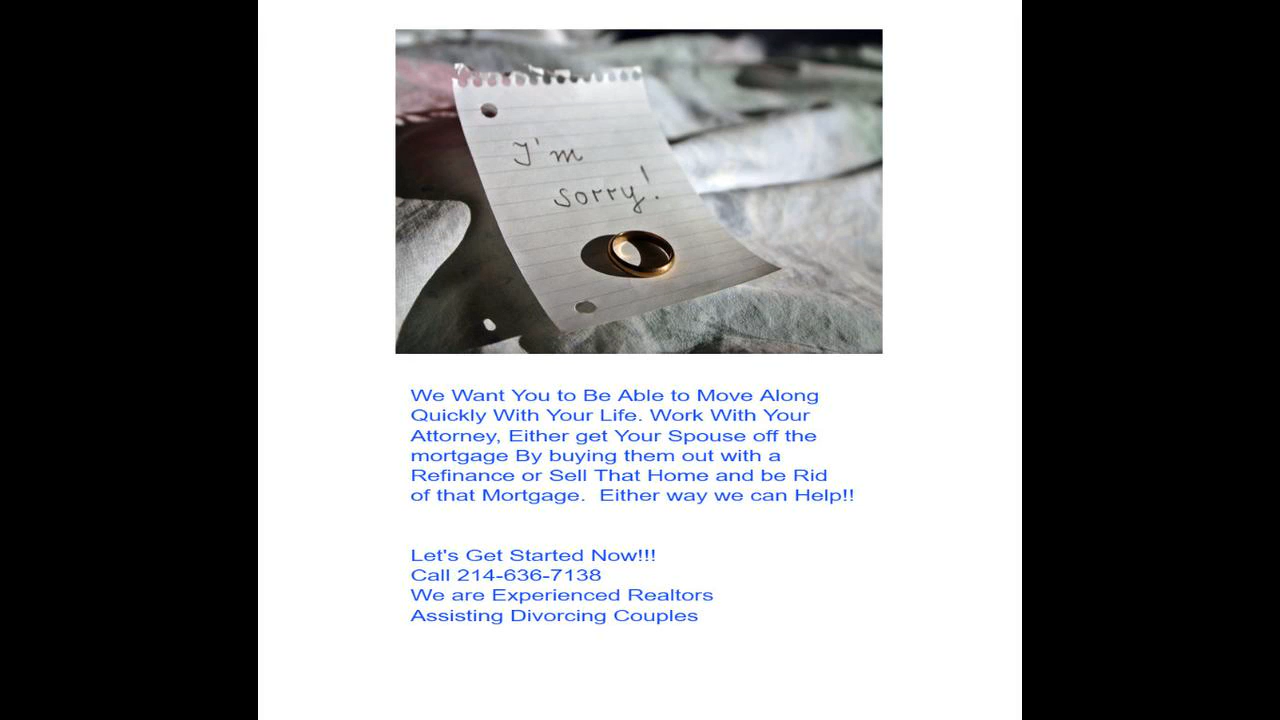 I'm
sorry!
We Want You to Be Able to Move Along
Quickly With Your Life. Work With Your
Attorney, Either get Your Spouse off the
mortgage By buying them out with a
Refinance or Sell That Home and be Rid
of that Mortgage.  Either way we can Help!!
Let's Get Started Now!!!
Call 214-636-7138
We are Experienced Realtors
Assisting Divorcing Couples